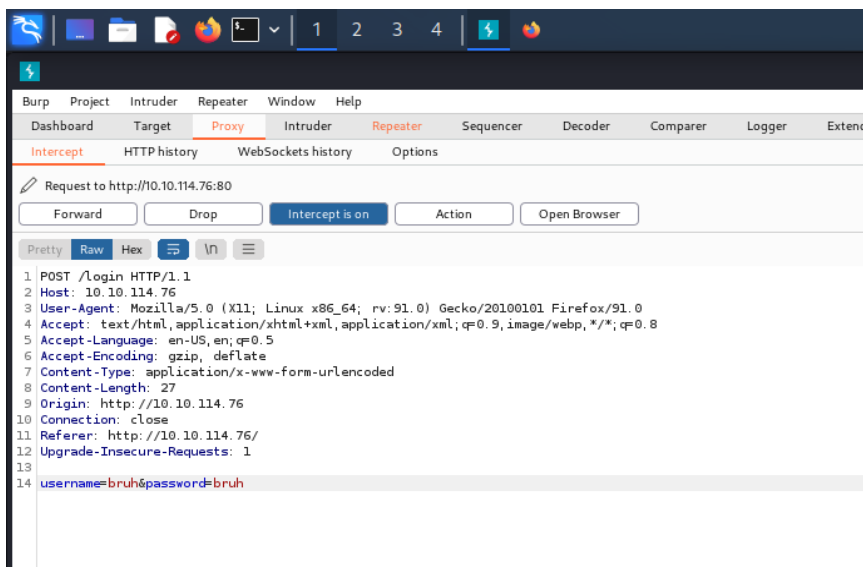 1 2 3 4
Burp Project Intruder Repeater Window Help
Dashboard Target Proxy Intruder Repeater Sequencer Decoder Comparer Logger Extend
Intercept HTTP history WebSockets history Options
Request to http://10.10.114.76:80
Forward Drop Intercept is on Action Open Browser
Pretty Raw Hex \n
1 POST /login HTTP/1.1
2 Host: 10.10.114.76
3 User-Agent: Mozilla/5.0 (X11; Linux x86_64; rv:91.0) Gecko/20100101 Firefox/91.0
4 Accept: text/html,application/xhtml+xml,application/xml;q=0.9,image/webp,*/*;q=0.8
5 Accept-Language: en-US,en;q=0.5
6 Accept-Encoding: gzip, deflate
7 Content-Type: application/x-www-form-urlencoded
8 Content-Length: 27
9 Origin: http://10.10.114.76
10 Connection: close
11 Referer: http://10.10.114.76/
12 Upgrade-Insecure-Requests: 1
13
14 username=bruh&password=bruh